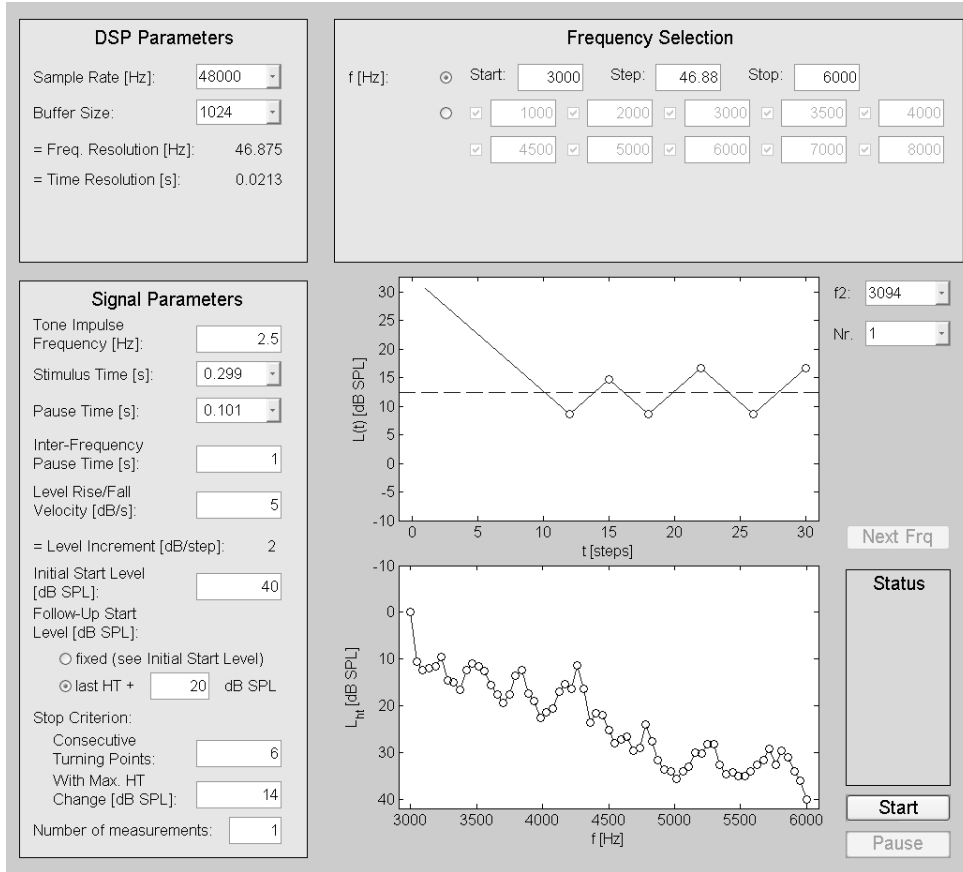 DSP Parameters
Sample Rate [Hz]: 48000
Buffer Size: 1024
= Freq. Resolution [Hz]: 46.875
= Time Resolution [s]: 0.0213
Frequency Selection
f [Hz]: Start: 3000 Step: 46.88 Stop: 6000
1000 2000 3000 3500 4000
4500 5000 6000 7000 8000
Signal Parameters
Tone Impulse
Frequency [Hz]: 2.5
Stimulus Time [s]: 0.299
Pause Time [s]: 0.101
Inter-Frequency
Pause Time [s]: 1
Level Rise/Fall
Velocity [dB/s]: 5
= Level Increment [dB/step]: 2
Initial Start Level
[dB SPL]: 40
Follow-Up Start
Level [dB SPL]:
fixed (see Initial Start Level)
last HT + 20 dB SPL
Stop Criterion:
Consecutive
Turning Points: 6
With Max. HT
Change [dB SPL]: 14
Number of measurements: 1
L(t) [dB SPL]
30
25
20
15
10
5
0
-5
-10
0 5 10 15 20 25 30
t [steps]
f2: 3094
Nr. 1
Next Frq
L_ht [dB SPL]
-10
0
10
20
30
40
3000 3500 4000 4500 5000 5500 6000
f [Hz]
Status
Start
Pause